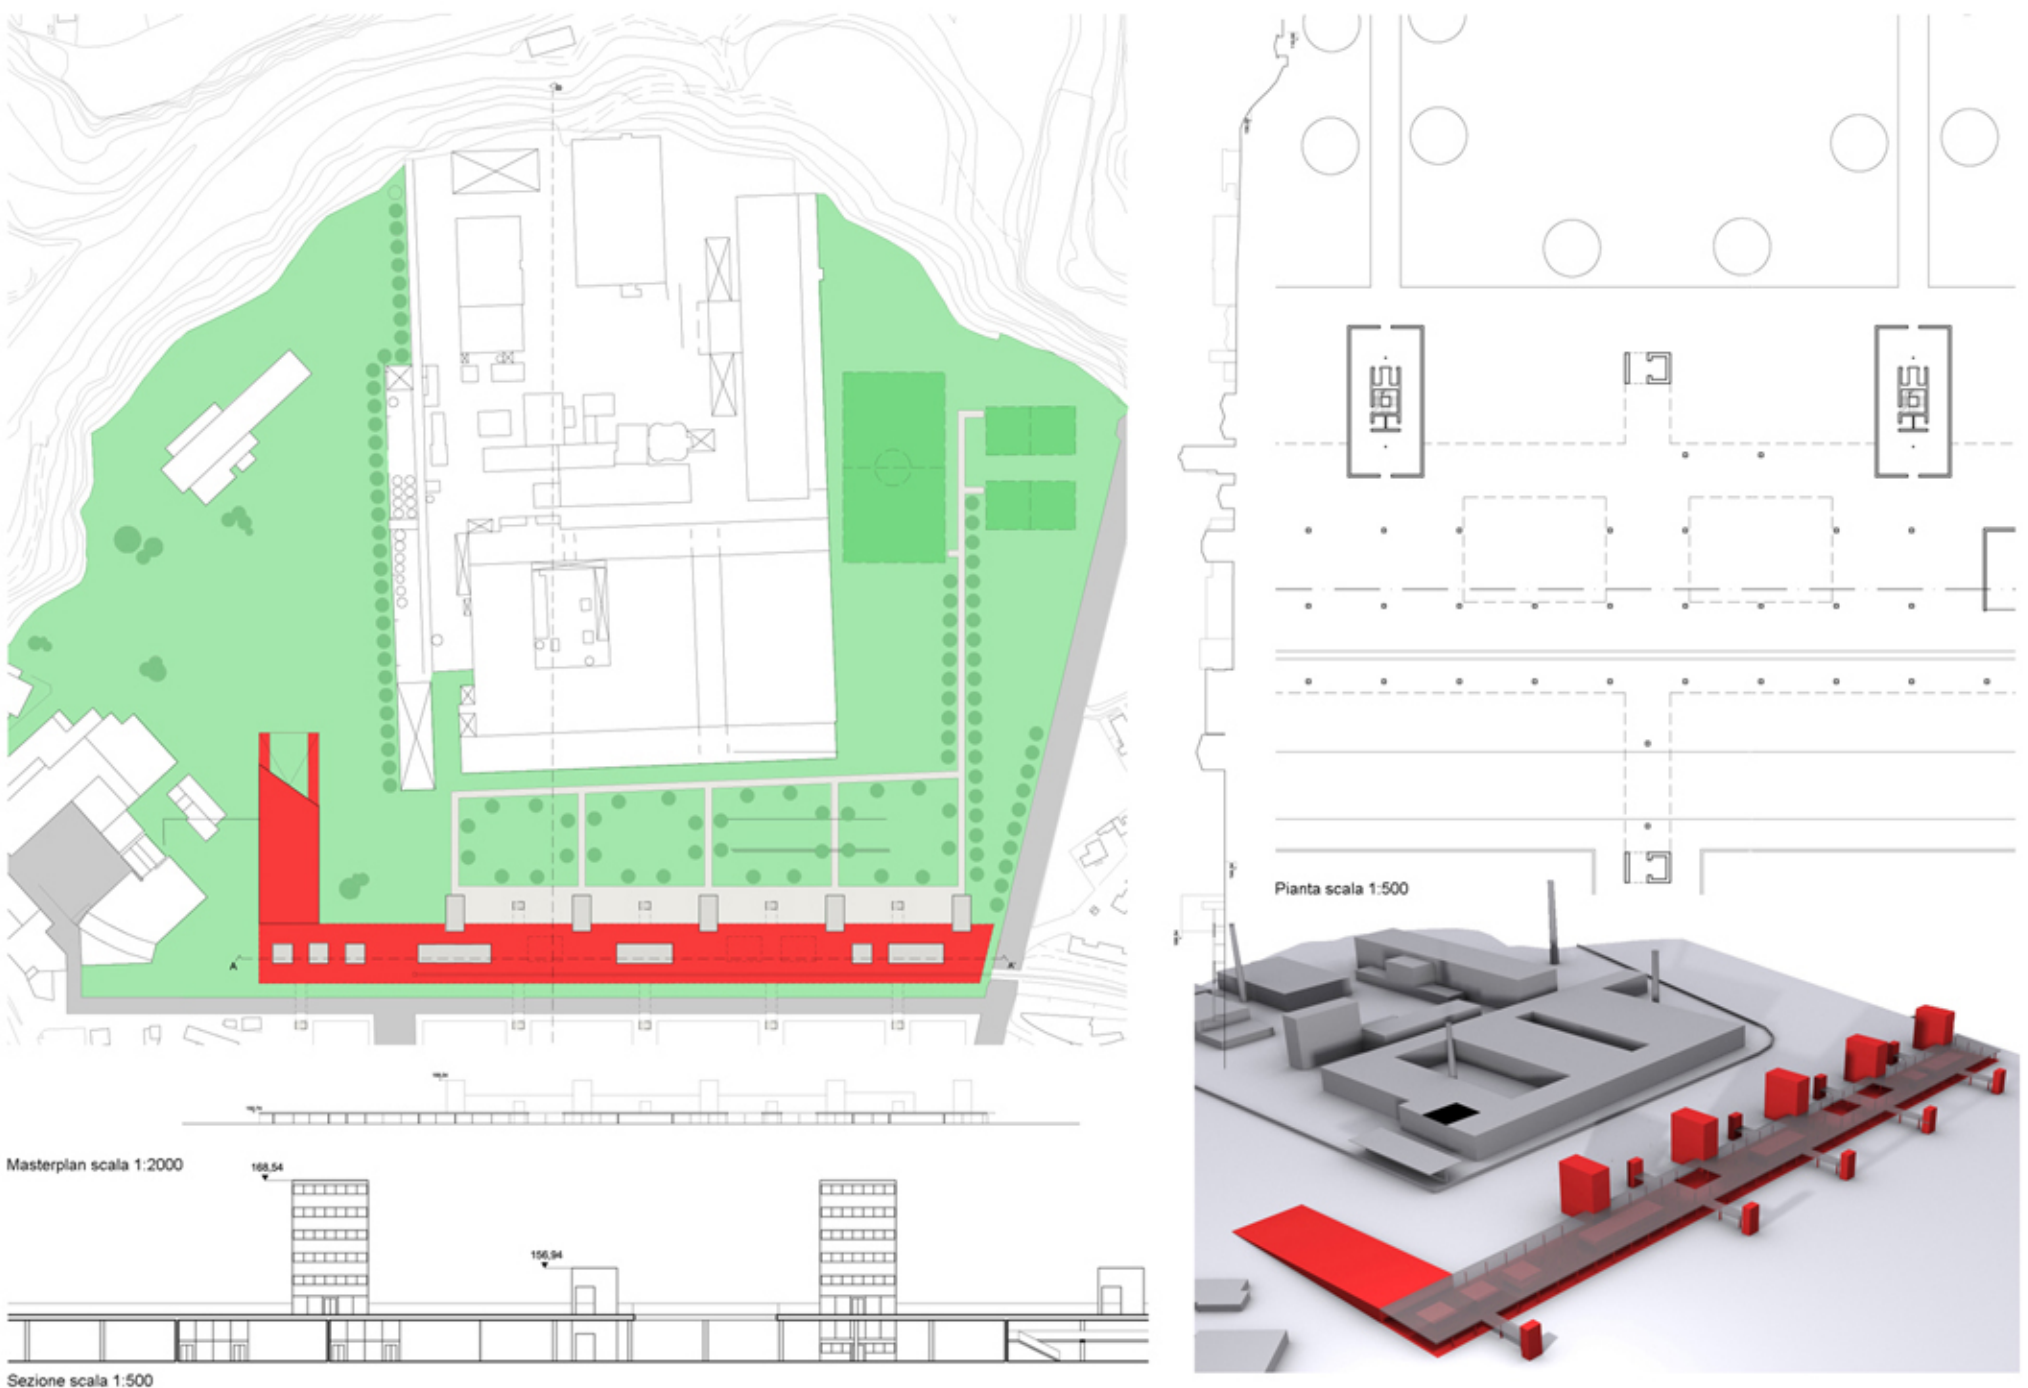 A
A'
Masterplan scala 1:2000
168,54
156,94
Sezione scala 1:500
Pianta scala 1:500